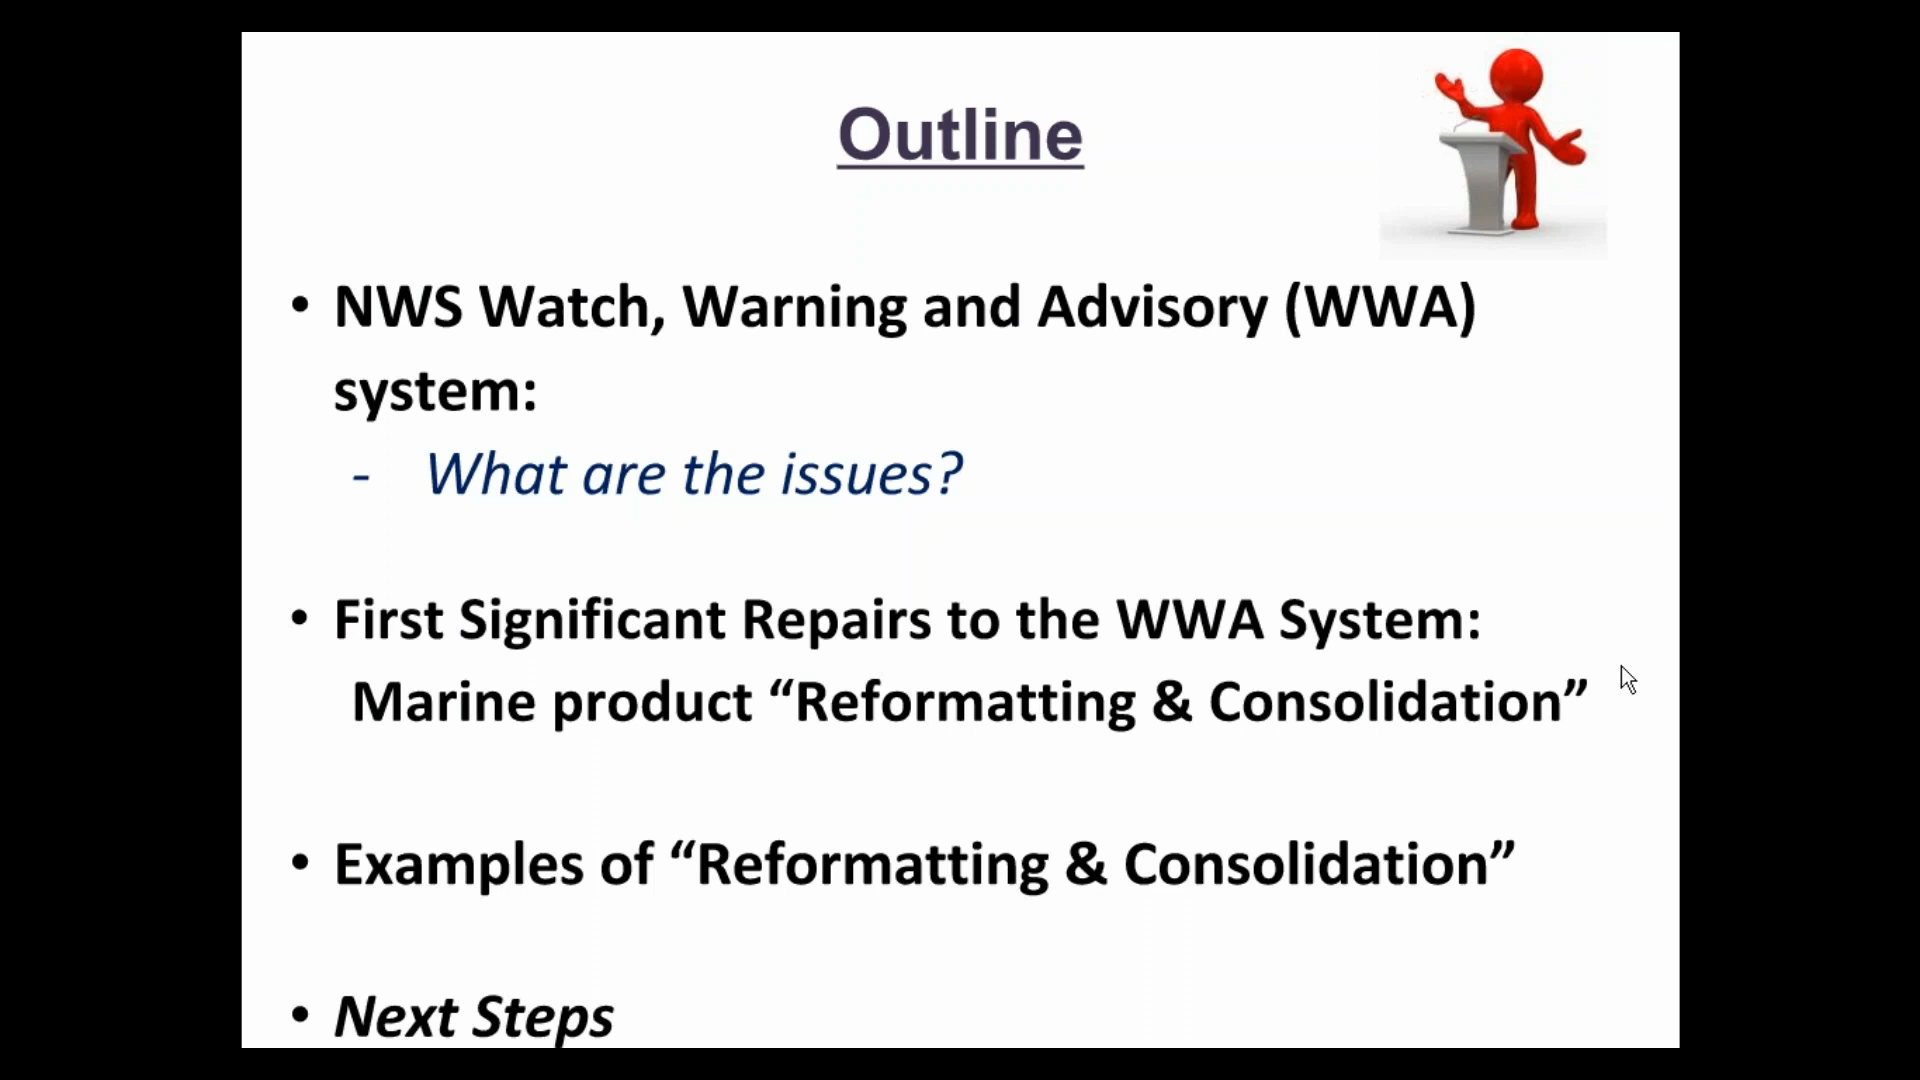 Outline
• NWS Watch, Warning and Advisory (WWA)
system:
- What are the issues?
• First Significant Repairs to the WWA System:
Marine product “Reformatting & Consolidation”
• Examples of “Reformatting & Consolidation”
• Next Steps